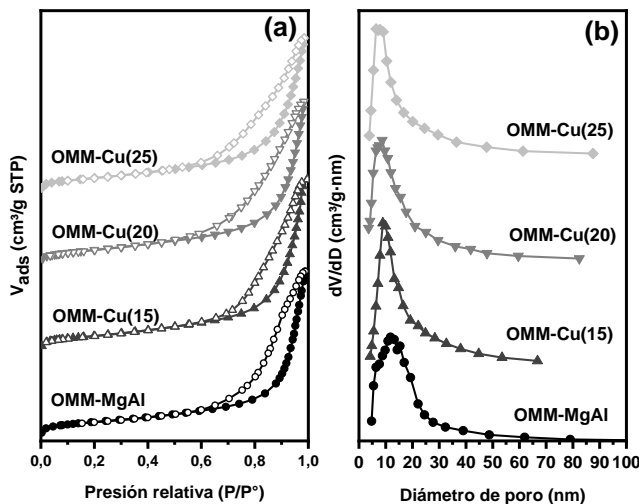 (a)
OMM-Cu(25)
OMM-Cu(20)
OMM-Cu(15)
OMM-MgAl
Vads (cm³/g STP)
0,0 0,2 0,4 0,6 0,8 1,0
Presión relativa (P/P°)
(b)
OMM-Cu(25)
OMM-Cu(20)
OMM-Cu(15)
OMM-MgAl
dV/dD (cm³/g·nm)
0 10 20 30 40 50 60 70 80 90 100
Diámetro de poro (nm)